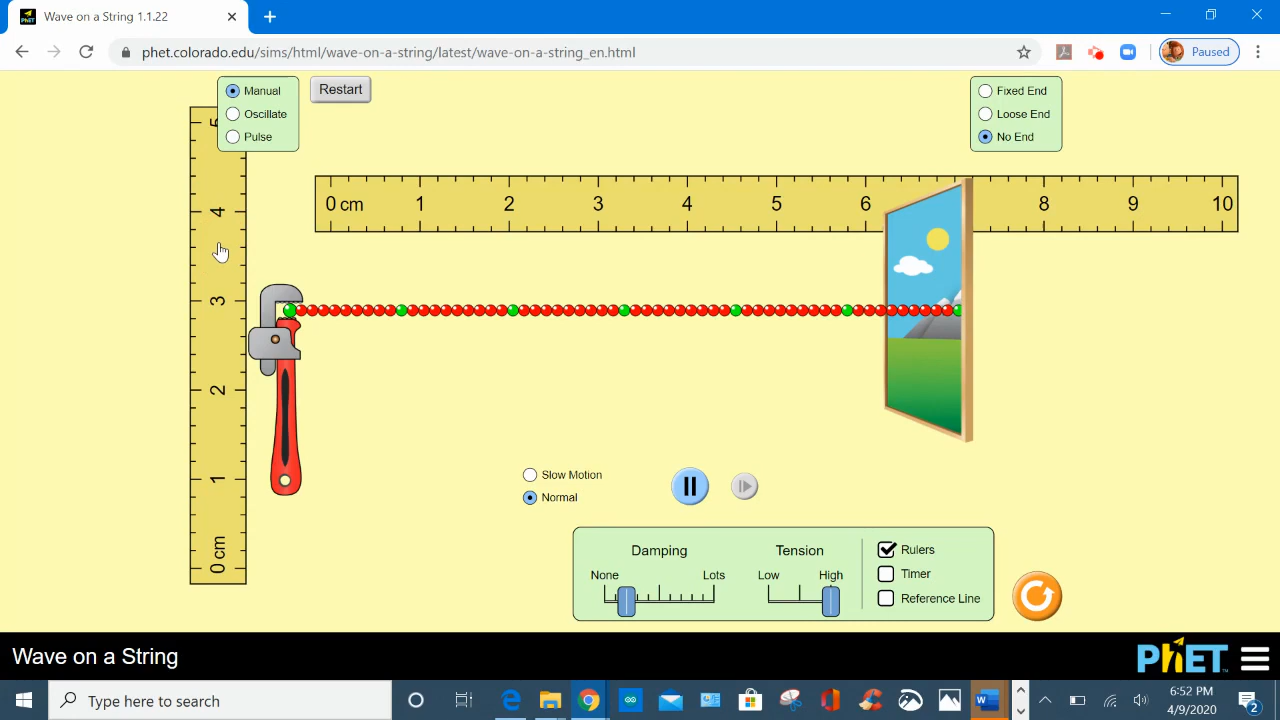 Wave on a String 1.1.22
phet.colorado.edu/sims/html/wave-on-a-string/latest/wave-on-a-string_en.html
Paused
Manual
Oscillate
Pulse
Restart
Fixed End
Loose End
No End
0 cm 1 2 3 4 5 6 8 9 10
5
4
3
2
1
0 cm
Slow Motion
Normal
Damping
None Lots
Tension
Low High
Rulers
Timer
Reference Line
Wave on a String
PhET
Type here to search
6:52 PM
4/9/2020
2